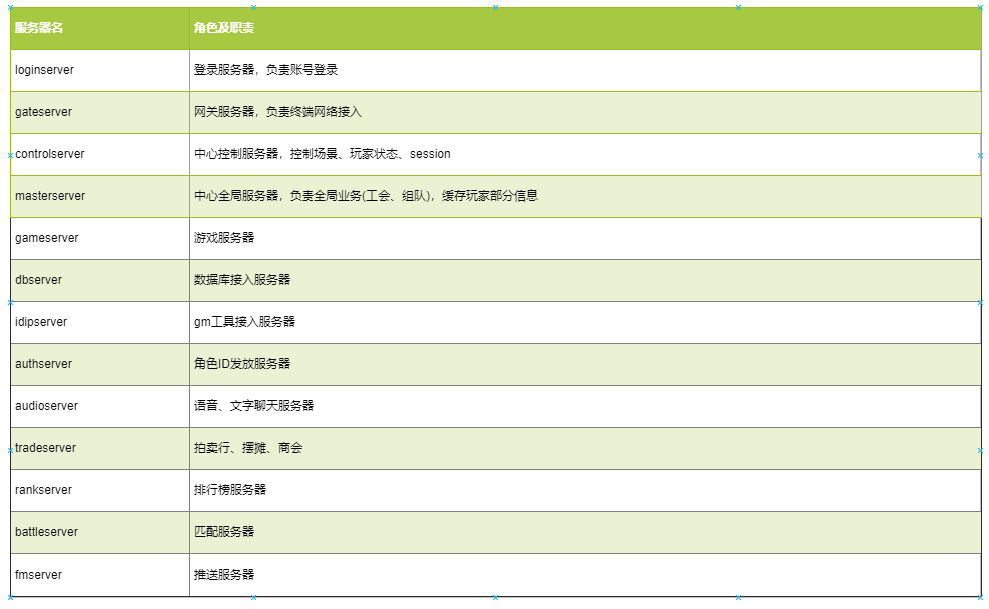 服务器名 角色及职责
loginserver 登录服务器，负责账号登录
gateserver 网关服务器，负责终端网络接入
controlserver 中心控制服务器，控制场景、玩家状态、session
masterserver 中心全局服务器，负责全局业务(工会、组队)，缓存玩家部分信息
gameserver 游戏服务器
dbserver 数据库接入服务器
idipserver gm工具接入服务器
authserver 角色ID发放服务器
audioserver 语音、文字聊天服务器
tradeserver 拍卖行、摆摊、商会
rankserver 排行榜服务器
battleserver 匹配服务器
fmserver 推送服务器